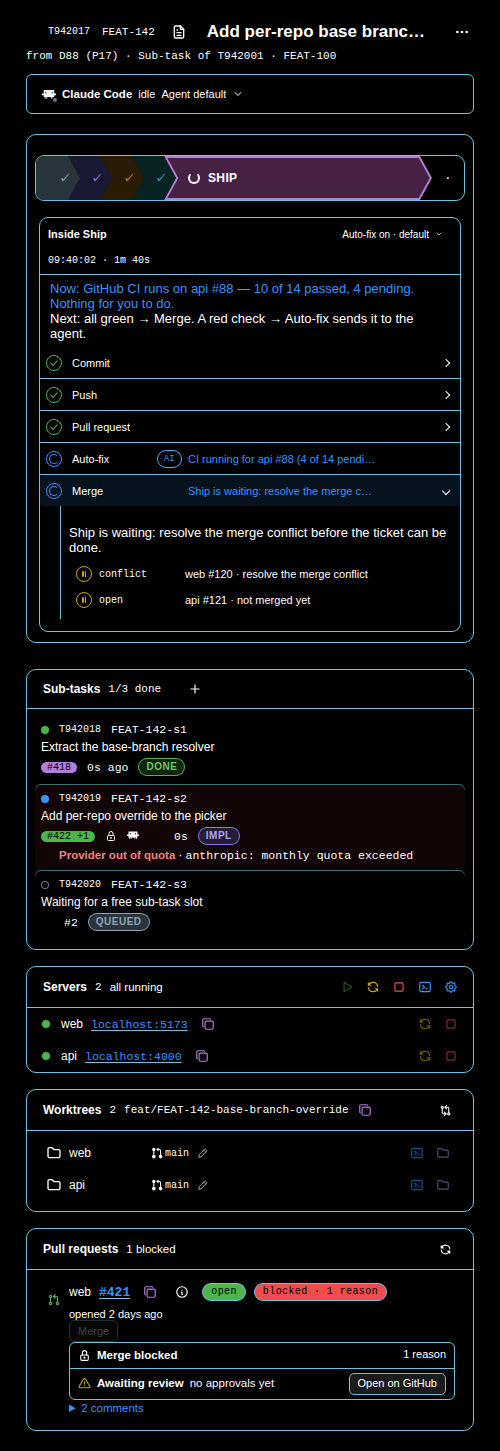 T942017 FEAT-142 Add per-repo base branc…
from D88 (P17) · Sub-task of T942001 · FEAT-100
Claude Code idle Agent default
SHIP
Inside Ship Auto-fix on · default
09:40:02 · 1m 40s
Now: GitHub CI runs on api #88 — 10 of 14 passed, 4 pending.
Nothing for you to do.
Next: all green → Merge. A red check → Auto-fix sends it to the
agent.
Commit
Push
Pull request
Auto-fix AI CI running for api #88 (4 of 14 pendi…
Merge Ship is waiting: resolve the merge c…
Ship is waiting: resolve the merge conflict before the ticket can be
done.
conflict web #120 · resolve the merge conflict
open api #121 · not merged yet
Sub-tasks 1/3 done
T942018 FEAT-142-s1
Extract the base-branch resolver
#418 0s ago DONE
T942019 FEAT-142-s2
Add per-repo override to the picker
#422 +1 0s IMPL
Provider out of quota · anthropic: monthly quota exceeded
T942020 FEAT-142-s3
Waiting for a free sub-task slot
#2 QUEUED
Servers 2 all running
web localhost:5173
api localhost:4000
Worktrees 2 feat/FEAT-142-base-branch-override
web main
api main
Pull requests 1 blocked
web #421 open blocked · 1 reason
opened 2 days ago
Merge
Merge blocked 1 reason
Awaiting review no approvals yet Open on GitHub
2 comments